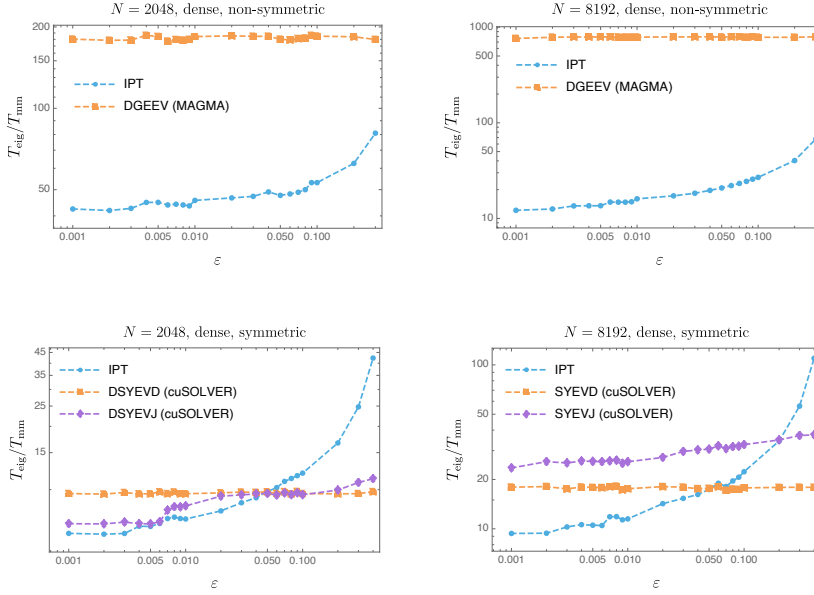 N = 2048, dense, non-symmetric
200
150
100
50
T_eig/T_mm
IPT
DGEEV (MAGMA)
0.001
0.005
0.010
0.050
0.100
ε
N = 8192, dense, non-symmetric
1000
500
100
50
10
T_eig/T_mm
IPT
DGEEV (MAGMA)
0.001
0.005
0.010
0.050
0.100
ε
N = 2048, dense, symmetric
45
35
25
15
T_eig/T_mm
IPT
DSYEVD (cuSOLVER)
DSYEVJ (cuSOLVER)
0.001
0.005
0.010
0.050
0.100
ε
N = 8192, dense, symmetric
100
50
20
10
T_eig/T_mm
IPT
SYEVD (cuSOLVER)
SYEVJ (cuSOLVER)
0.001
0.005
0.010
0.050
0.100
ε